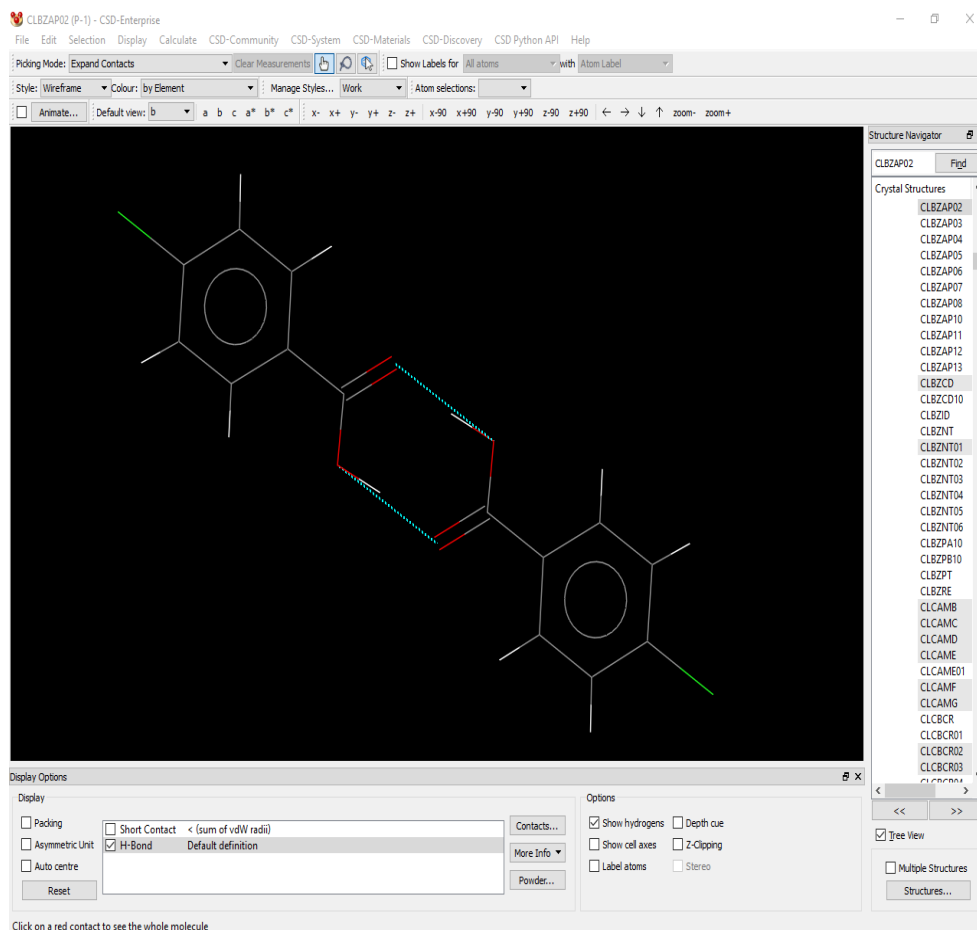 CLBZAP02 (P-1) - CSD-Enterprise
File Edit Selection Display Calculate CSD-Community CSD-System CSD-Materials CSD-Discovery CSD Python API Help
Picking Mode: Expand Contacts Clear Measurements Show Labels for All atoms with Atom Label
Style: Wireframe Colour: by Element Manage Styles... Work Atom selections:
Animate... Default view: b a b c a* b* c* x- x+ y- y+ z- z+ x-90 x+90 y-90 y+90 z-90 z+90 ← → ↓ ↑ zoom- zoom+
Structure Navigator
CLBZAP02 Find
Crystal Structures
CLBZAP02
CLBZAP03
CLBZAP04
CLBZAP05
CLBZAP06
CLBZAP07
CLBZAP08
CLBZAP10
CLBZAP11
CLBZAP12
CLBZAP13
CLBZCD
CLBZCD10
CLBZID
CLBZNT
CLBZNT01
CLBZNT02
CLBZNT03
CLBZNT04
CLBZNT05
CLBZNT06
CLBZPA10
CLBZPB10
CLBZPT
CLBZRE
CLCAMB
CLCAMC
CLCAMD
CLCAME
CLCAME01
CLCAMF
CLCAMG
CLCBCR
CLCBCR01
CLCBCR02
CLCBCR03
<< >>
Tree View
Multiple Structures
Structures...
Display Options
Display
Packing
Asymmetric Unit
Auto centre
Reset
Short Contact < (sum of vdW radii)
H-Bond Default definition
Contacts...
More Info
Powder...
Options
Show hydrogens Depth cue
Show cell axes Z-Clipping
Label atoms Stereo
Click on a red contact to see the whole molecule